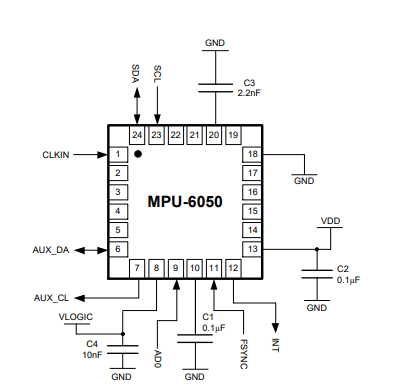 GND
SDA
SCL
C3
2.2nF
24 23 22 21 20 19
CLKIN
1
18
2
17
GND
3
16
MPU-6050
4
15
5
14
VDD
AUX_DA
6
13
7 8 9 10 11 12
C2
0.1µF
AUX_CL
GND
VLOGIC
C1
0.1µF
C4
10nF
AD0
FSYNC
INT
GND
GND